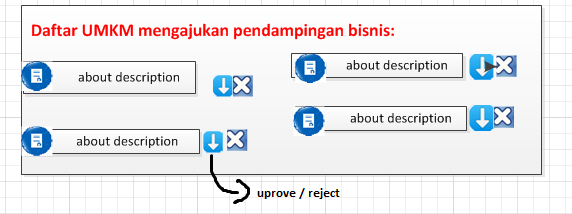 Daftar UMKM mengajukan pendampingan bisnis:
about description
about description
about description
about description
uprove / reject